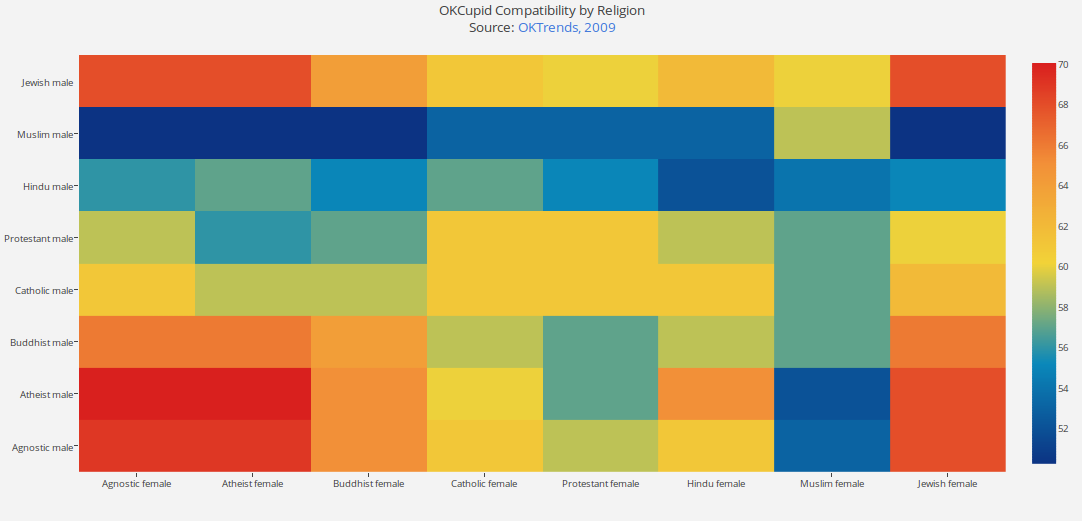 OKCupid Compatibility by Religion
Source: OKTrends, 2009
Jewish male
Muslim male
Hindu male
Protestant male
Catholic male
Buddhist male
Atheist male
Agnostic male
Agnostic female
Atheist female
Buddhist female
Catholic female
Protestant female
Hindu female
Muslim female
Jewish female
70
68
66
64
62
60
58
56
54
52